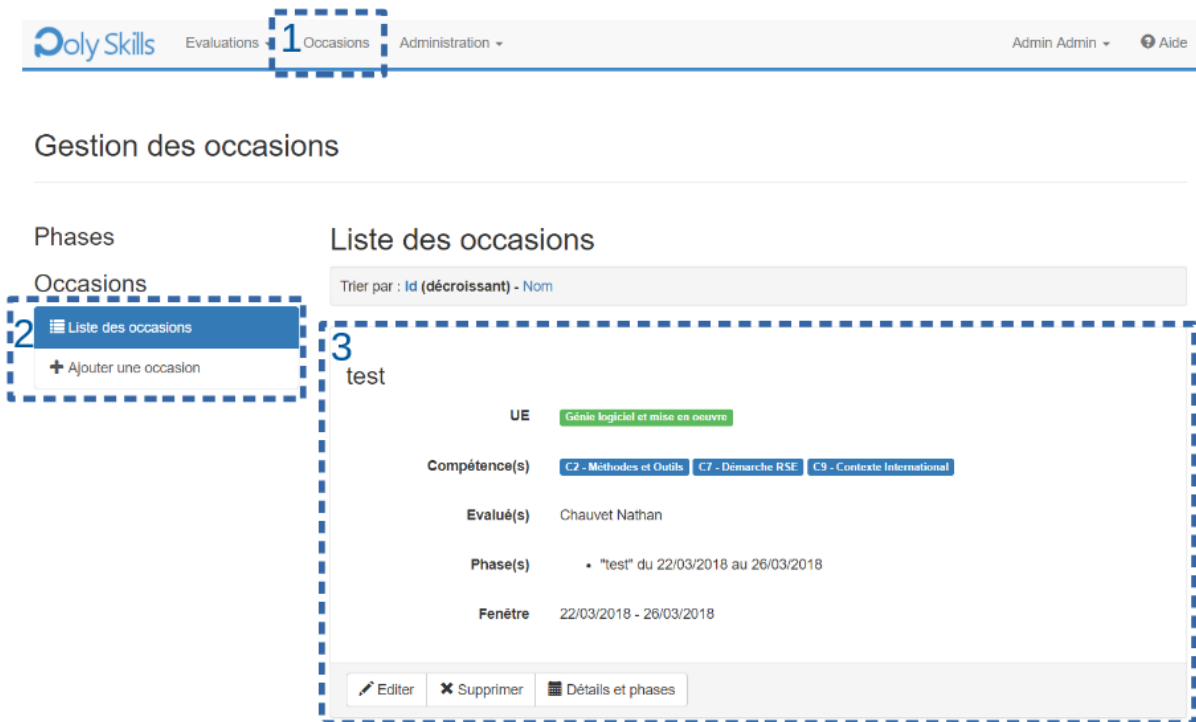 Poly Skills Evaluations 1 Occasions Administration Admin Admin Aide
Gestion des occasions
Phases
Occasions
2
Liste des occasions
Ajouter une occasion
Liste des occasions
Trier par : Id (décroissant) - Nom
3
test
UE Génie logiciel et mise en oeuvre
Compétence(s) C2 - Méthodes et Outils C7 - Démarche RSE C9 - Contexte International
Evalué(s) Chauvet Nathan
Phase(s) • "test" du 22/03/2018 au 26/03/2018
Fenêtre 22/03/2018 - 26/03/2018
Editer Supprimer Détails et phases